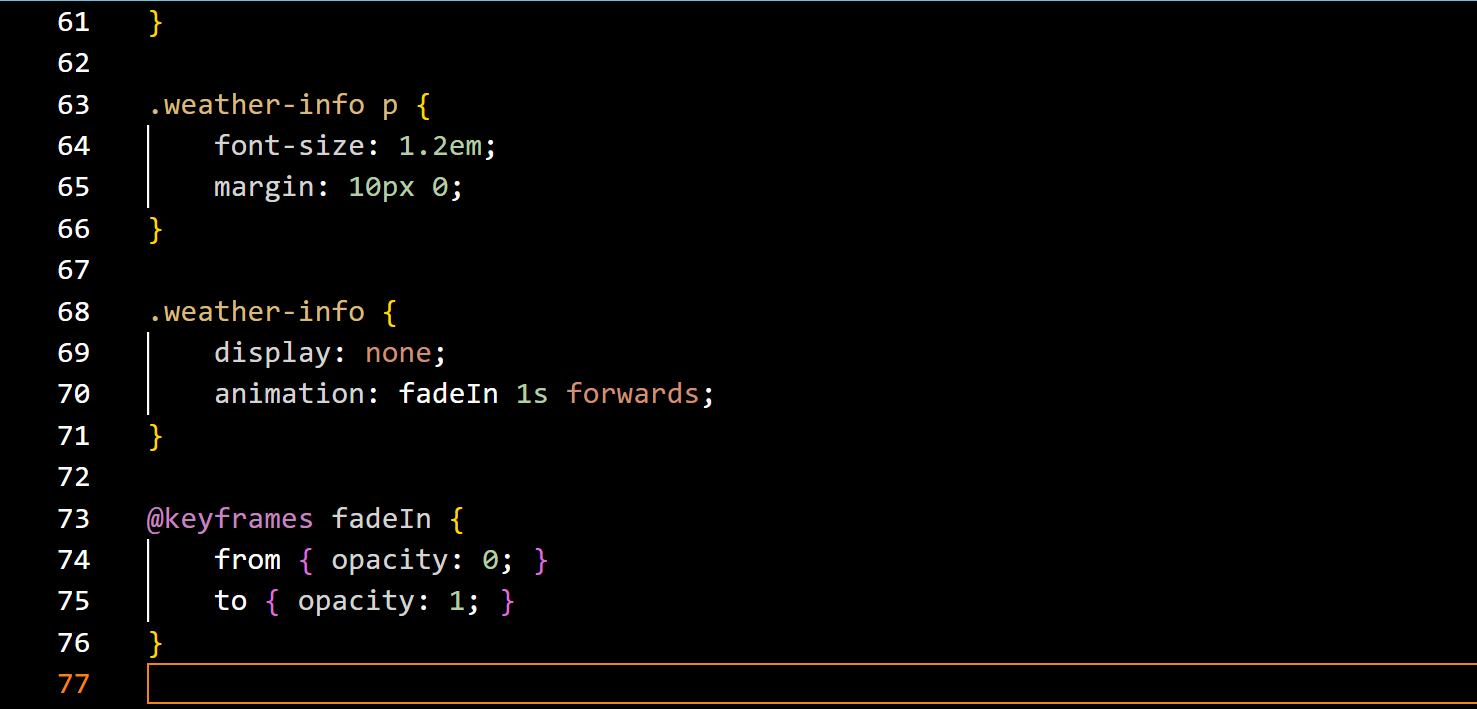 61 }
62
63 .weather-info p {
64     font-size: 1.2em;
65     margin: 10px 0;
66 }
67
68 .weather-info {
69     display: none;
70     animation: fadeIn 1s forwards;
71 }
72
73 @keyframes fadeIn {
74     from { opacity: 0; }
75     to { opacity: 1; }
76 }
77